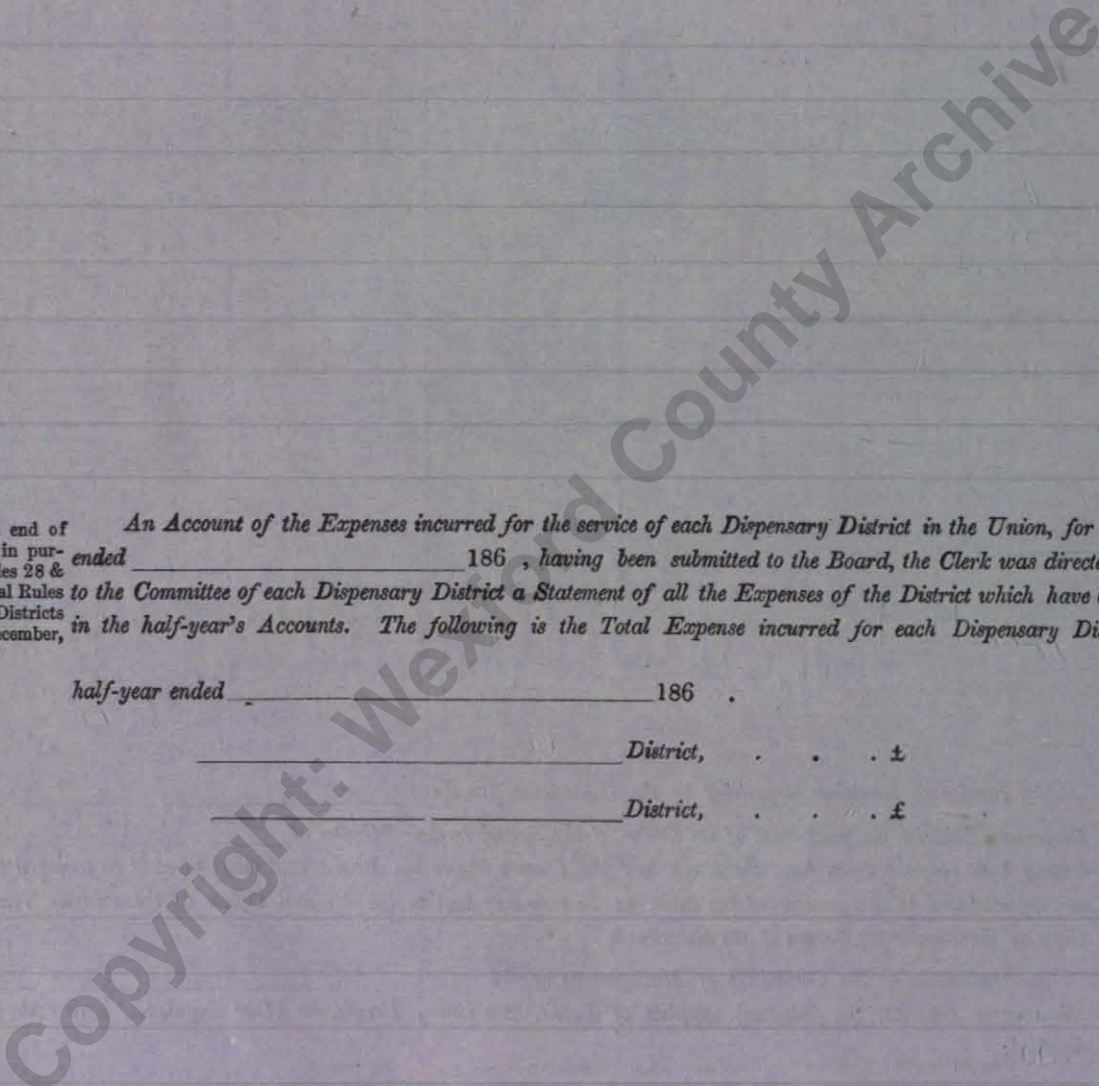 end of
in pur-
les 28 &
al Rules
Districts
cember,
An Account of the Expenses incurred for the service of each Dispensary District in the Union, for
ended 186 , having been submitted to the Board, the Clerk was directe
to the Committee of each Dispensary District a Statement of all the Expenses of the District which have
in the half-year's Accounts. The following is the Total Expense incurred for each Dispensary Di
half-year ended 186 .
District, . . . £
District, . . . £
Copyright: Wexford County Archive